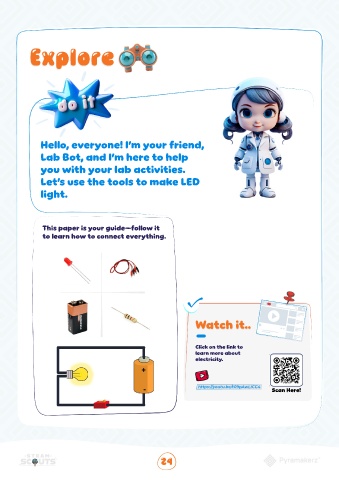 Explore
do it
Hello, everyone! I'm your friend,
Lab Bot, and I'm here to help
you with your lab activities.
Let's use the tools to make LED
light.
This paper is your guide—follow it
to learn how to connect everything.
Watch it..
Click on the link to
learn more about
electricity.
Scan Here!
SCOUTS
24
Pyramakerz